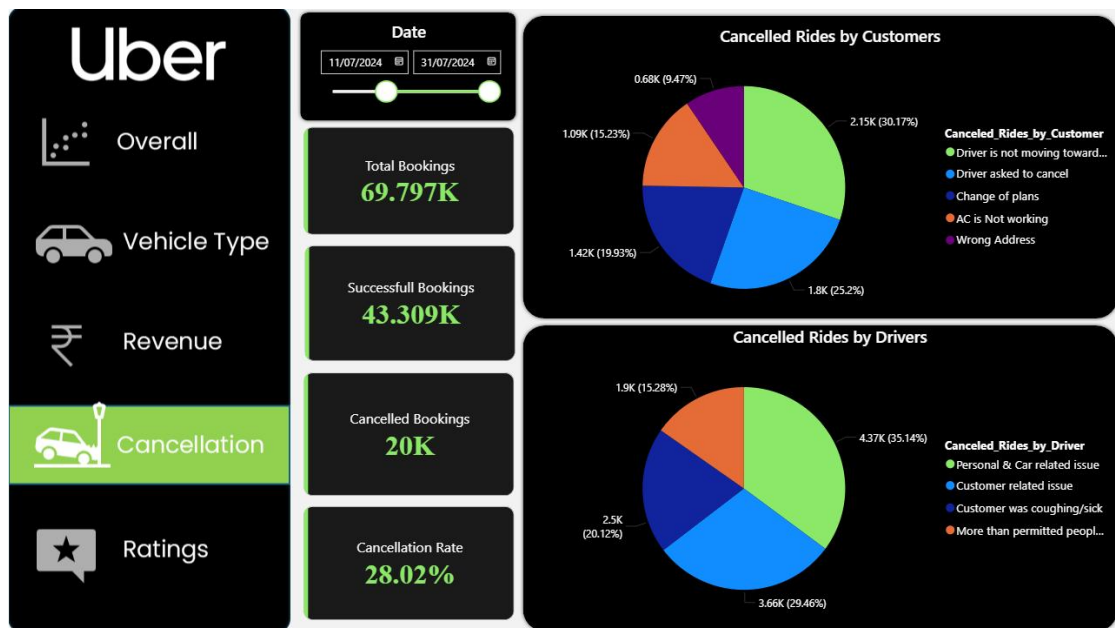 Uber
Overall
Vehicle Type
Revenue
Cancellation
Ratings
Date
11/07/2024
31/07/2024
Total Bookings
69.797K
Successfull Bookings
43.309K
Cancelled Bookings
20K
Cancellation Rate
28.02%
Cancelled Rides by Customers
0.68K (9.47%)
1.09K (15.23%)
2.15K (30.17%)
1.42K (19.93%)
1.8K (25.2%)
Canceled_Rides_by_Customer
Driver is not moving toward...
Driver asked to cancel
Change of plans
AC is Not working
Wrong Address
Cancelled Rides by Drivers
1.9K (15.28%)
4.37K (35.14%)
2.5K
(20.12%)
3.66K (29.46%)
Canceled_Rides_by_Driver
Personal & Car related issue
Customer related issue
Customer was coughing/sick
More than permitted peopl...